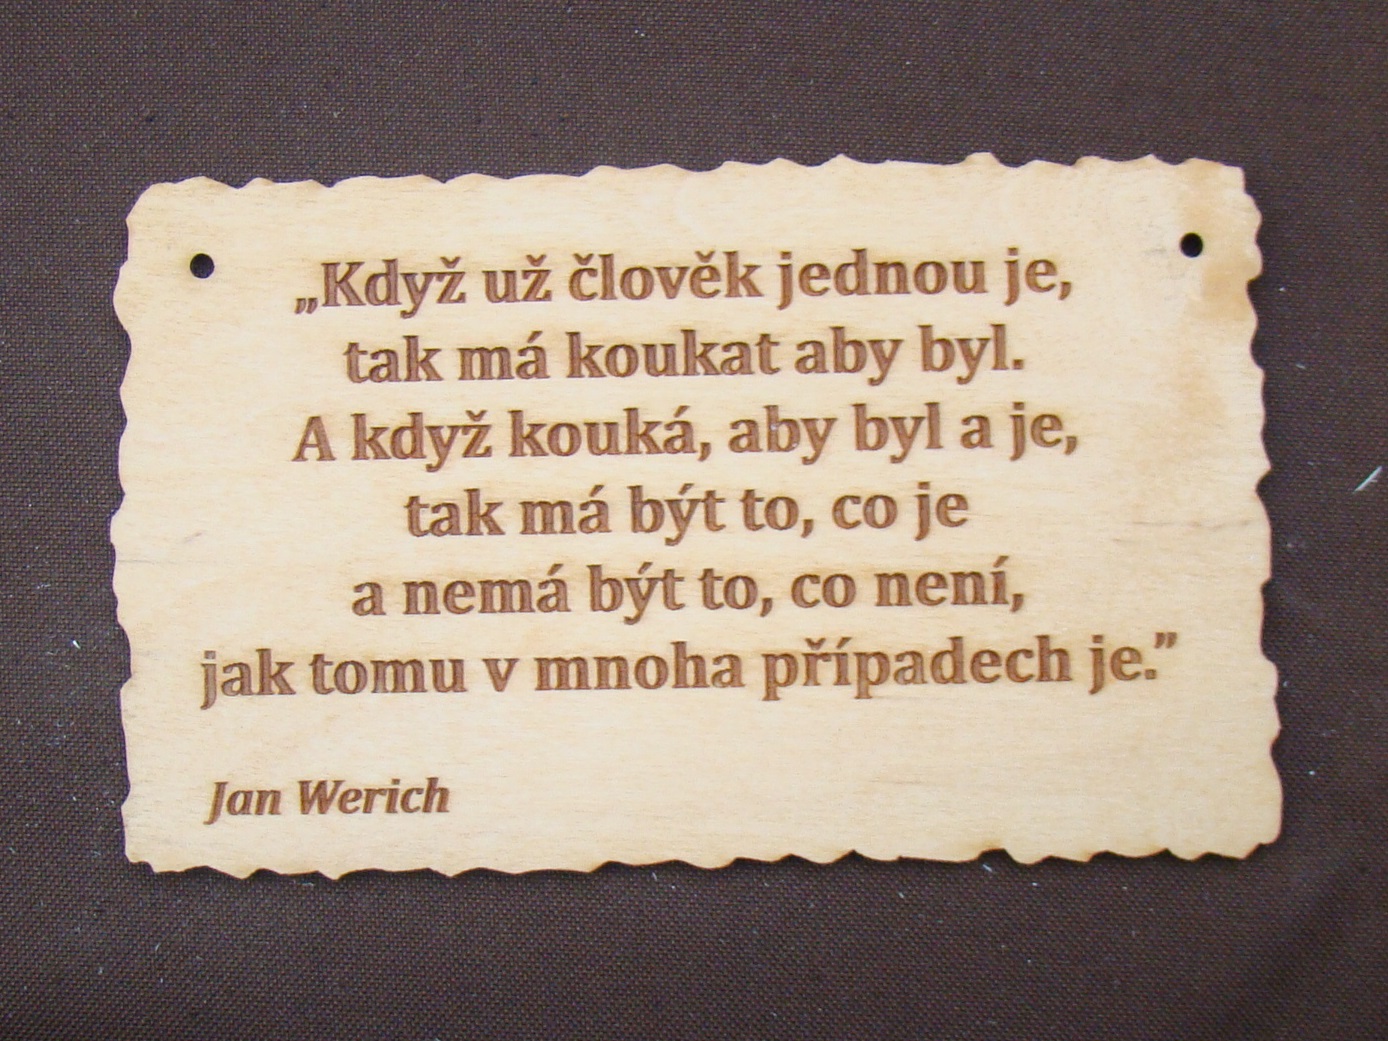 „Když už člověk jednou je,
tak má koukat aby byl.
A když kouká, aby byl a je,
tak má být to, co je
a nemá být to, co není,
jak tomu v mnoha případech je.”
Jan Werich